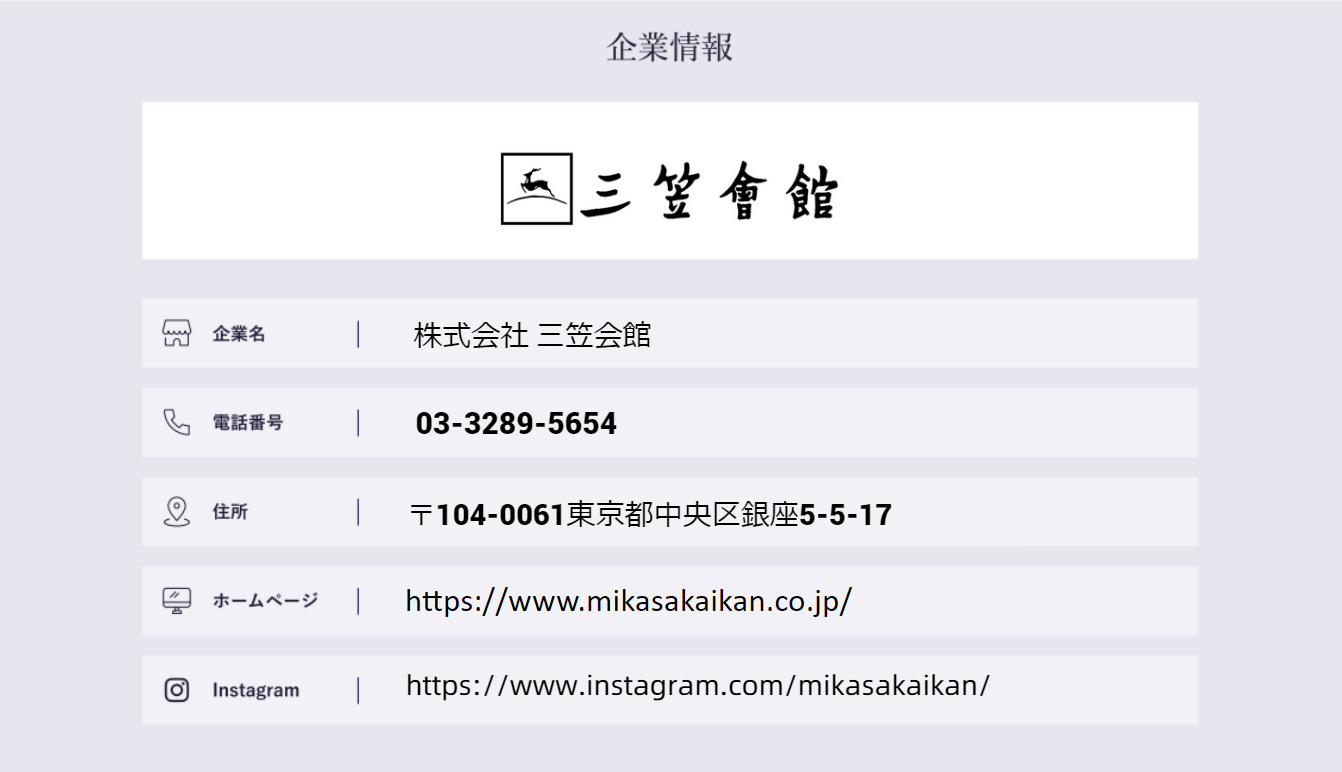 企業情報
三笠會館
企業名 株式会社 三笠会館
電話番号 03-3289-5654
住所 〒104-0061東京都中央区銀座5-5-17
ホームページ https://www.mikasakaikan.co.jp/
Instagram https://www.instagram.com/mikasakaikan/